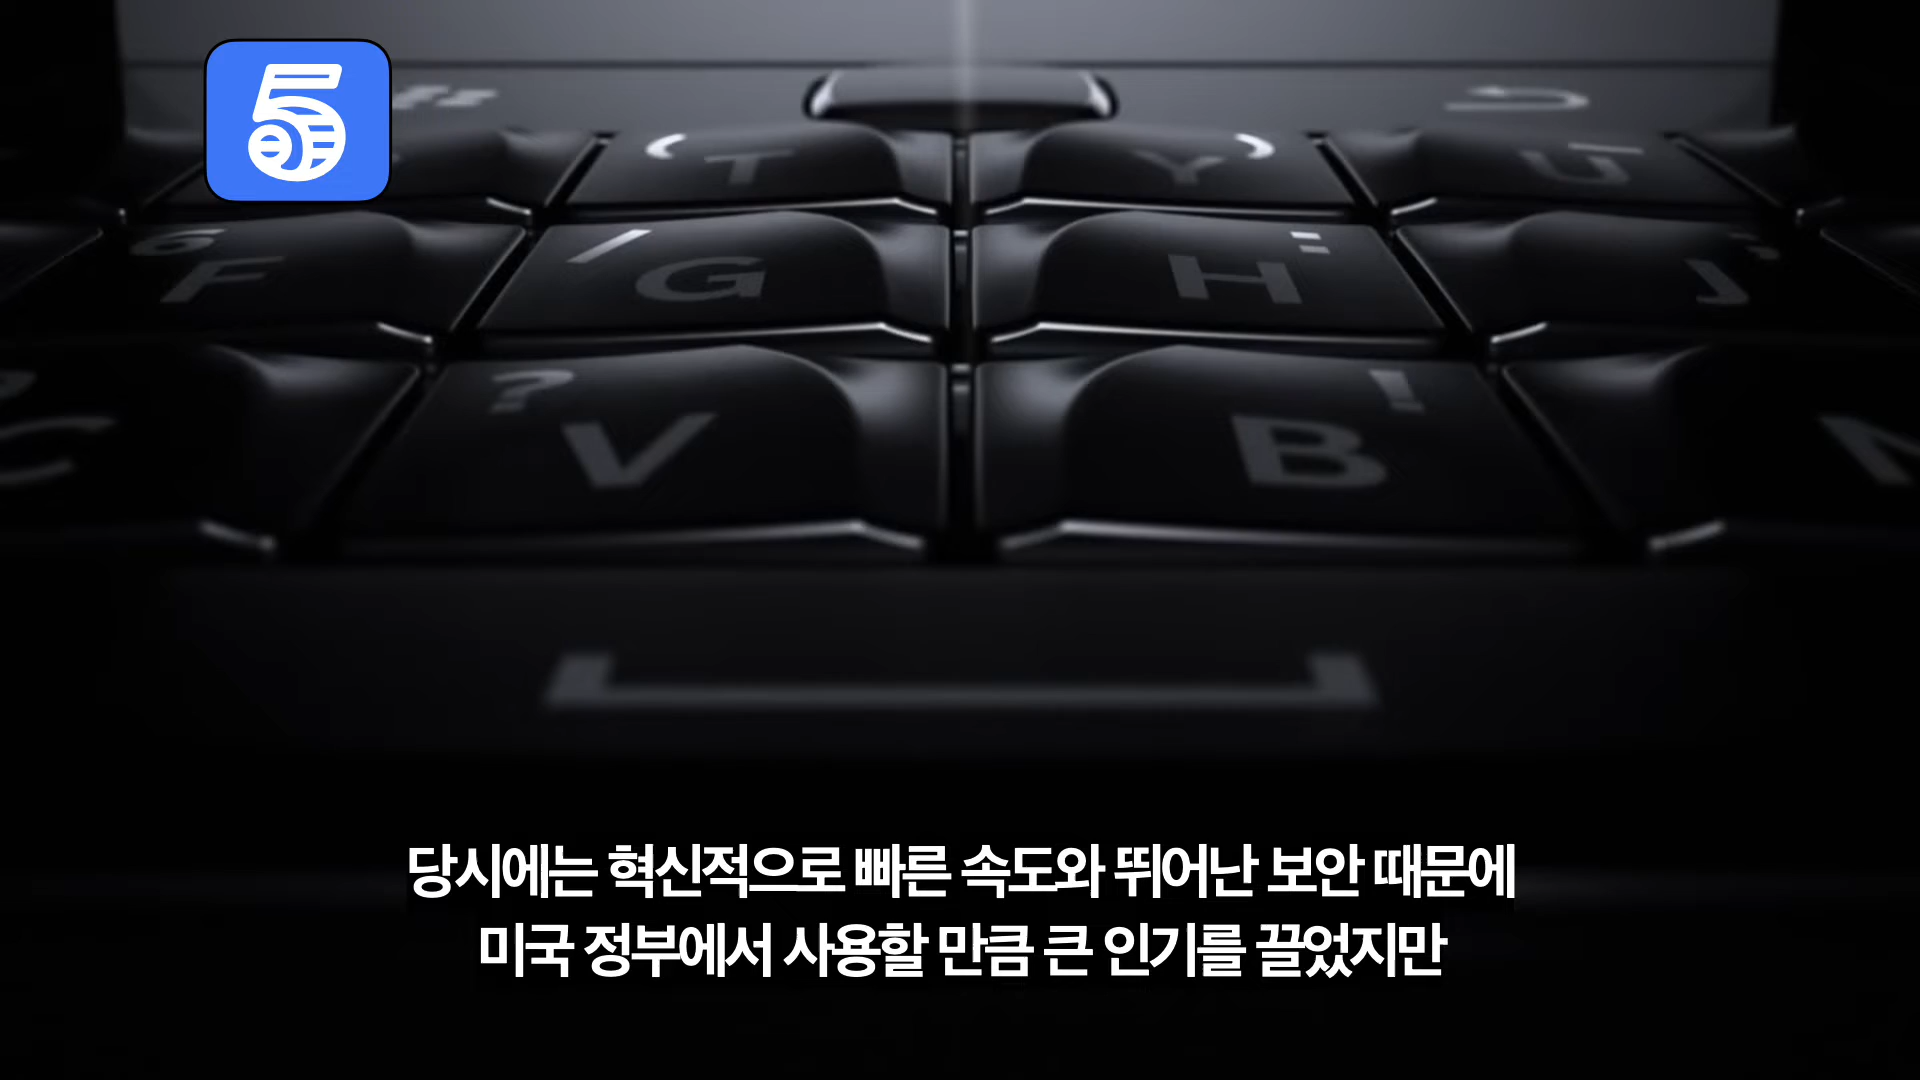 5
T Y U
6 F / G H : J ;
C ? V ! B N
당시에는 혁신적으로 빠른 속도와 뛰어난 보안 때문에
미국 정부에서 사용할 만큼 큰 인기를 끌었지만